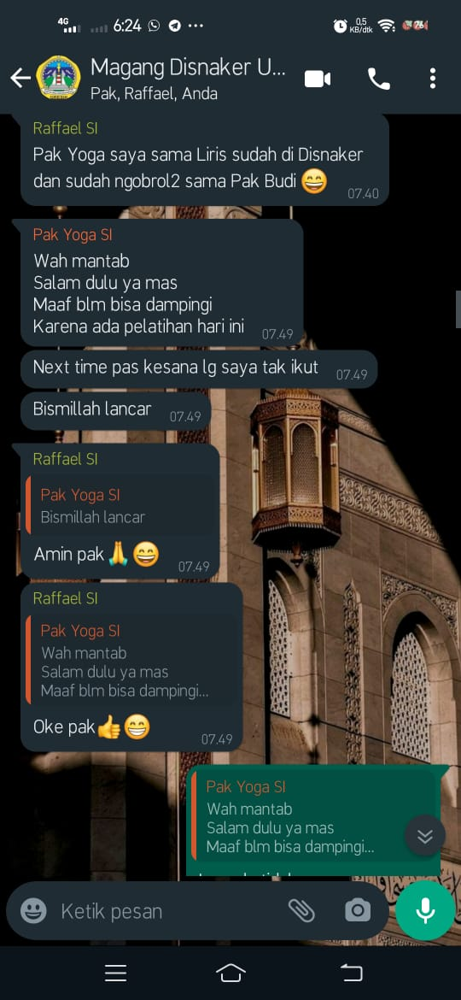 4G
6:24
0,5
KB/dtk
76
Magang Disnaker U...
Pak, Raffael, Anda
Raffael SI
Pak Yoga saya sama Liris sudah di Disnaker
dan sudah ngobrol2 sama Pak Budi 😄
07.40
Pak Yoga SI
Wah mantab
Salam dulu ya mas
Maaf blm bisa dampingi
Karena ada pelatihan hari ini
07.49
Next time pas kesana lg saya tak ikut
07.49
Bismillah lancar
07.49
Raffael SI
Pak Yoga SI
Bismillah lancar
Amin pak 🙏😄
07.49
Raffael SI
Pak Yoga SI
Wah mantab
Salam dulu ya mas
Maaf blm bisa dampingi...
Oke pak👍😁
07.49
Pak Yoga SI
Wah mantab
Salam dulu ya mas
Maaf blm bisa dampingi...
Ketik pesan